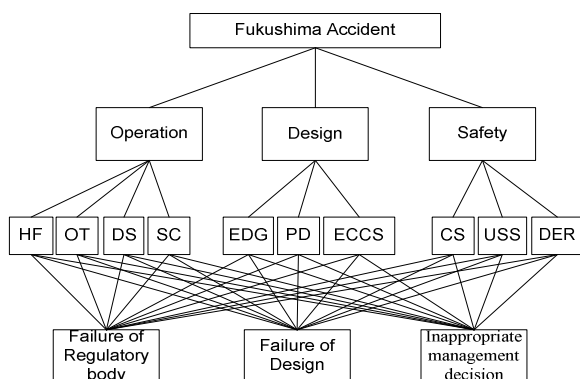 Fukushima Accident
Operation
Design
Safety
HF
OT
DS
SC
EDG
PD
ECCS
CS
USS
DER
Failure of
Regulatory
body
Failure of
Design
Inappropriate
management
decision